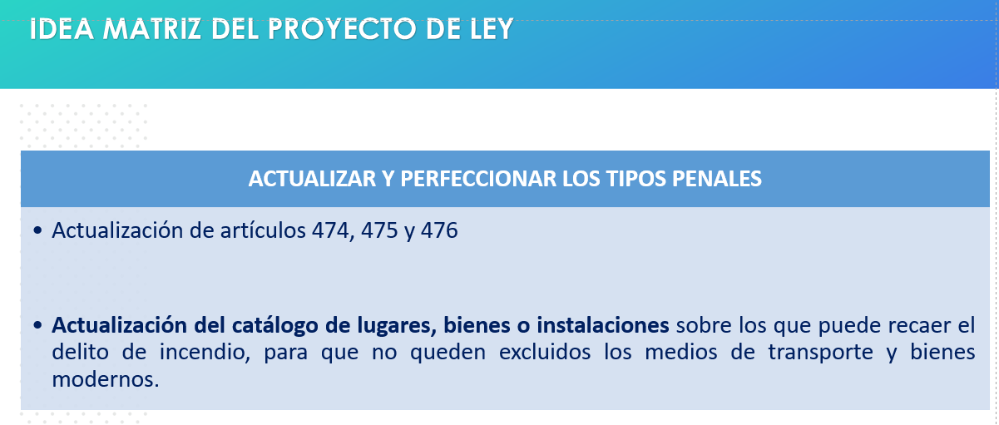 IDEA MATRIZ DEL PROYECTO DE LEY
ACTUALIZAR Y PERFECCIONAR LOS TIPOS PENALES
• Actualización de artículos 474, 475 y 476
• Actualización del catálogo de lugares, bienes o instalaciones sobre los que puede recaer el
delito de incendio, para que no queden excluidos los medios de transporte y bienes
modernos.